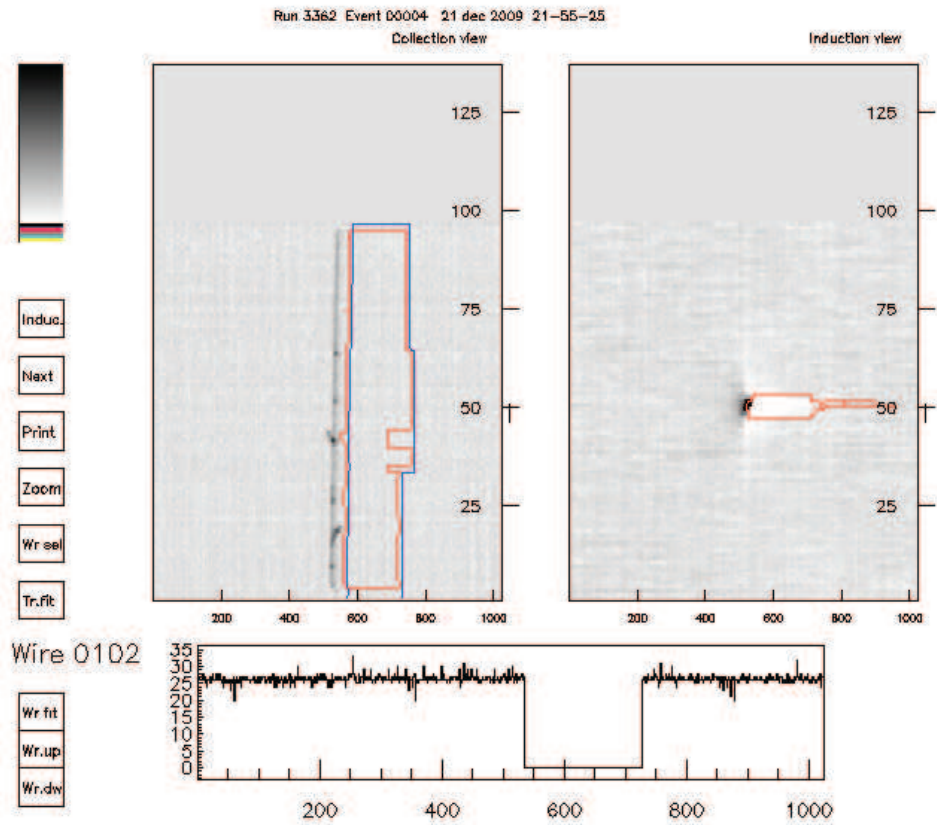 Run 3362 Event 00004 21 dec 2009 21-55-25
Collection view
Induction view
125
100
75
50
25
200 400 600 800 1000
125
100
75
50
25
200 400 600 800 1000
Induc.
Next
Print
Zoom
Wr sel
Tr.fit
Wire 0102
Wr fit
Wr.up
Wr.dw
35
30
25
20
15
10
5
0
200 400 600 800 1000